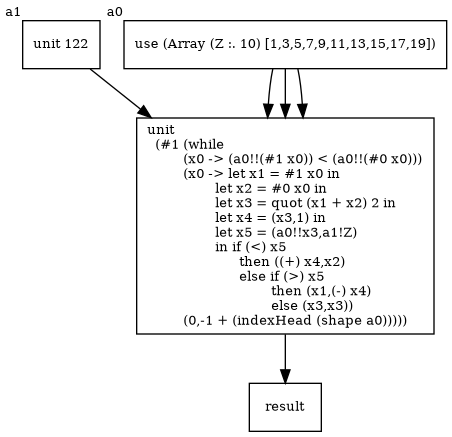 a1
a0
unit 122
use (Array (Z :. 10) [1,3,5,7,9,11,13,15,17,19])
unit
(#1 (while
(x0 -> (a0!!(#1 x0)) < (a0!!(#0 x0)))
(x0 -> let x1 = #1 x0 in
let x2 = #0 x0 in
let x3 = quot (x1 + x2) 2 in
let x4 = (x3,1) in
let x5 = (a0!!x3,a1!Z)
in if (<) x5
then ((+) x4,x2)
else if (>) x5
then (x1,(-) x4)
else (x3,x3))
(0,-1 + (indexHead (shape a0)))))
result